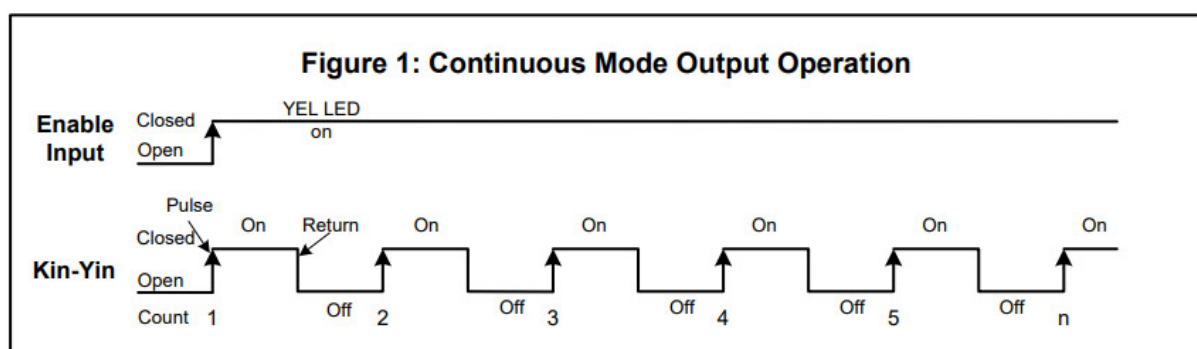 Figure 1: Continuous Mode Output Operation
Enable Input
Closed
YEL LED
on
Open
Pulse
Closed
On
Return
On
On
On
On
On
Kin-Yin
Open
Off
Off
Off
Off
Off
Count 1 2 3 4 5 n